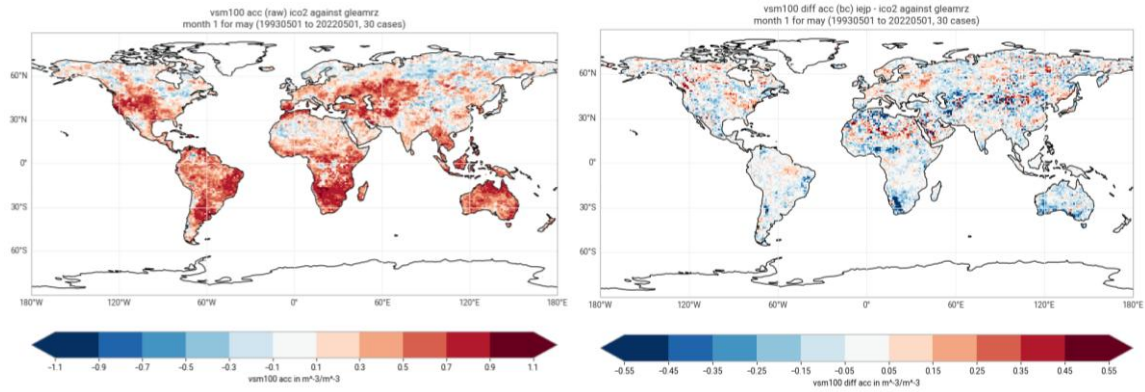 vsm100 acc (raw) ico2 against gleamrz
month 1 for may (19930501 to 20220501, 30 cases)
60°N
30°N
0°
30°S
60°S
180°W 120°W 60°W 0° 60°E 120°E 180°E
-1.1 -0.9 -0.7 -0.5 -0.3 -0.1 0.1 0.3 0.5 0.7 0.9 1.1
vsm100 acc in m^-3/m^-3
vsm100 diff acc (bc) iejp - ico2 against gleamrz
month 1 for may (19930501 to 20220501, 30 cases)
60°N
30°N
0°
30°S
60°S
180°W 120°W 60°W 0° 60°E 120°E 180°E
-0.55 -0.45 -0.35 -0.25 -0.15 -0.05 0.05 0.15 0.25 0.35 0.45 0.55
vsm100 diff acc in m^-3/m^-3